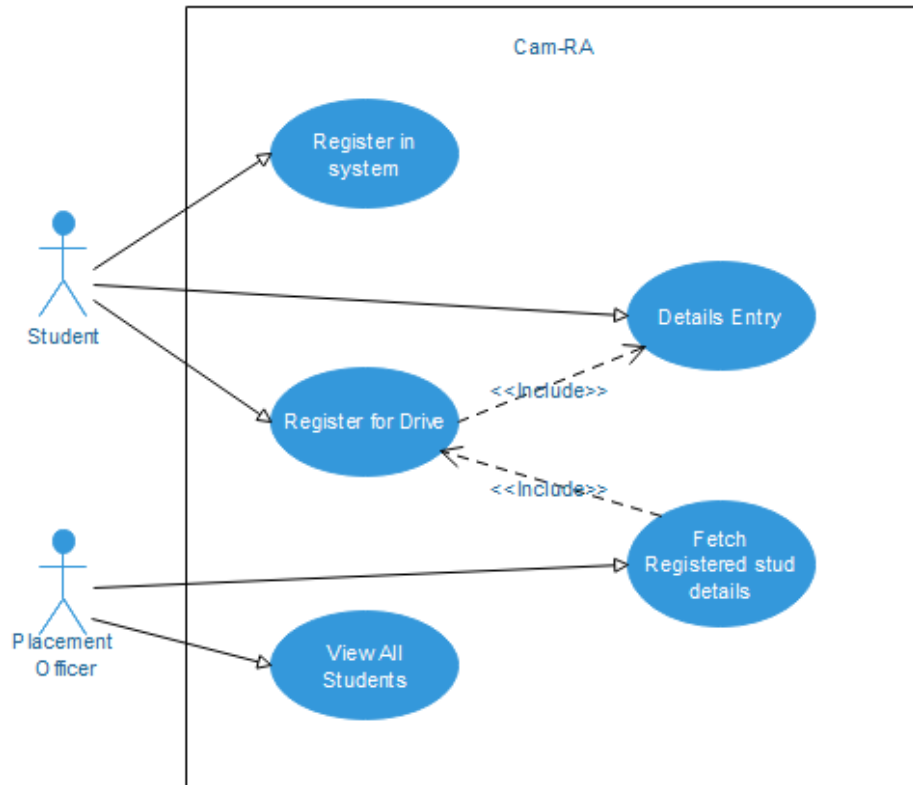 Cam-RA
Register in
system
Student
Details Entry
<<Include>>
Register for Drive
<<Include>>
Fetch
Registered stud
details
Placement
Officer
View All
Students